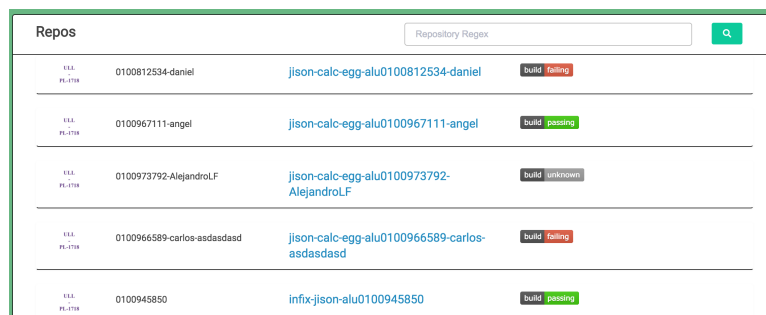 Repos
Repository Regex
ULL
-
PL-1718
0100812534-daniel
jison-calc-egg-alu0100812534-daniel
build failing
ULL
-
PL-1718
0100967111-angel
jison-calc-egg-alu0100967111-angel
build passing
ULL
-
PL-1718
0100973792-AlejandroLF
jison-calc-egg-alu0100973792-
AlejandroLF
build unknown
ULL
-
PL-1718
0100966589-carlos-asdasdasd
jison-calc-egg-alu0100966589-carlos-
asdasdasd
build failing
ULL
-
PL-1718
0100945850
infix-jison-alu0100945850
build passing